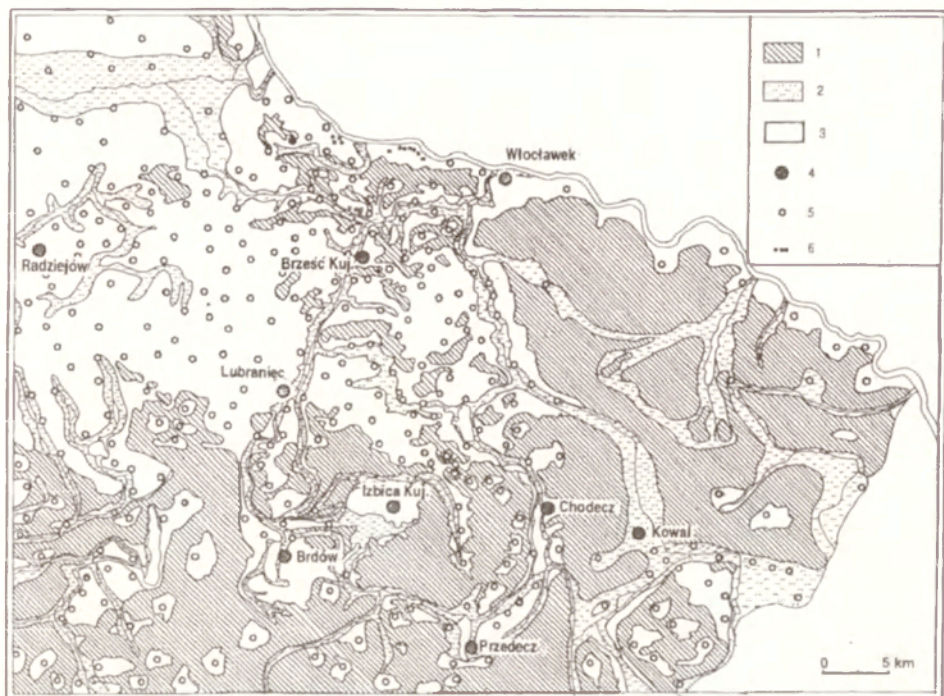 1
2
Włocławek
3
4
5
Radziejów
Brześć Kuj.
6
Lubraniec
Izbica Kuj.
Chodecz
Kowal
Brdów
Przedecz
0 5 km